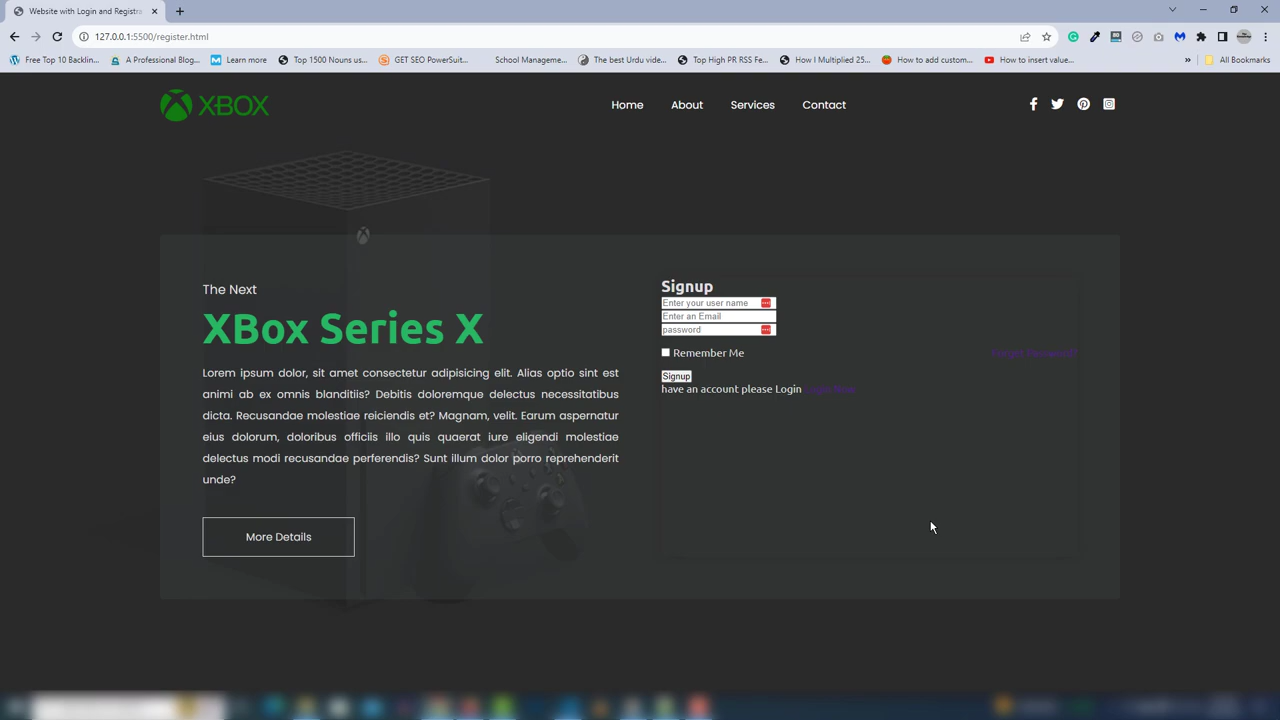 Website with Login and Registra
127.0.0.1:5500/register.html
Free Top 10 Backlin... A Professional Blog... Learn more Top 1500 Nouns us... GET SEO PowerSuit... School Manageme... The best Urdu vide... Top High PR RSS Fe... How I Multiplied 25... How to add custom... How to insert value... » All Bookmarks
XBOX Home About Services Contact
The Next
XBox Series X
Lorem ipsum dolor, sit amet consectetur adipisicing elit. Alias optio sint est
animi ab ex omnis blanditiis? Debitis doloremque delectus necessitatibus
dicta. Recusandae molestiae reiciendis et? Magnam, velit. Earum aspernatur
eius dolorum, doloribus officiis illo quis quaerat iure eligendi molestiae
delectus modi recusandae perferendis? Sunt illum dolor porro reprehenderit
unde?
More Details
Signup
Enter your user name
Enter an Email
password
Remember Me Forgot Password?
Signup
have an account please Login Login Now